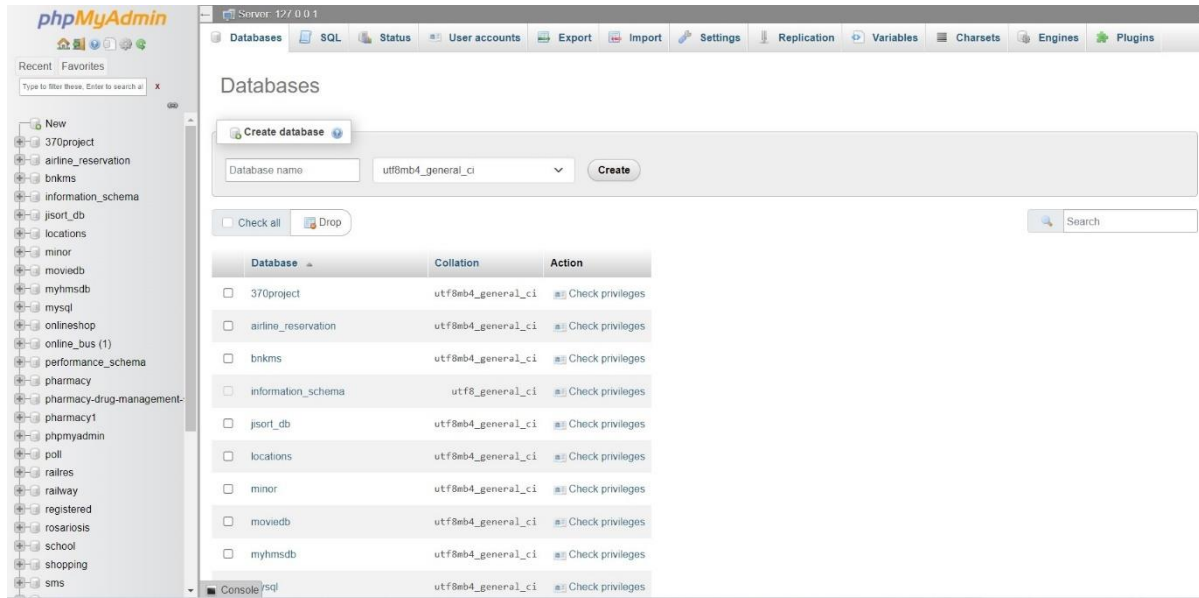 phpMyAdmin
Recent Favorites
Type to filter these, Enter to search al X
New
370project
airline_reservation
bnkms
information_schema
jisort_db
locations
minor
moviedb
myhmsdb
mysql
onlineshop
online_bus (1)
performance_schema
pharmacy
pharmacy-drug-management-
pharmacy1
phpmyadmin
poll
railres
railway
registered
rosariosis
school
shopping
sms
Server: 127.0.0.1
Databases SQL Status User accounts Export Import Settings Replication Variables Charsets Engines Plugins
Databases
Create database
Database name utf8mb4_general_ci Create
Check all Drop Search
Database Collation Action
370project utf8mb4_general_ci Check privileges
airline_reservation utf8mb4_general_ci Check privileges
bnkms utf8mb4_general_ci Check privileges
information_schema utf8_general_ci Check privileges
jisort_db utf8mb4_general_ci Check privileges
locations utf8mb4_general_ci Check privileges
minor utf8mb4_general_ci Check privileges
moviedb utf8mb4_general_ci Check privileges
myhmsdb utf8mb4_general_ci Check privileges
Console ysql utf8mb4_general_ci Check privileges